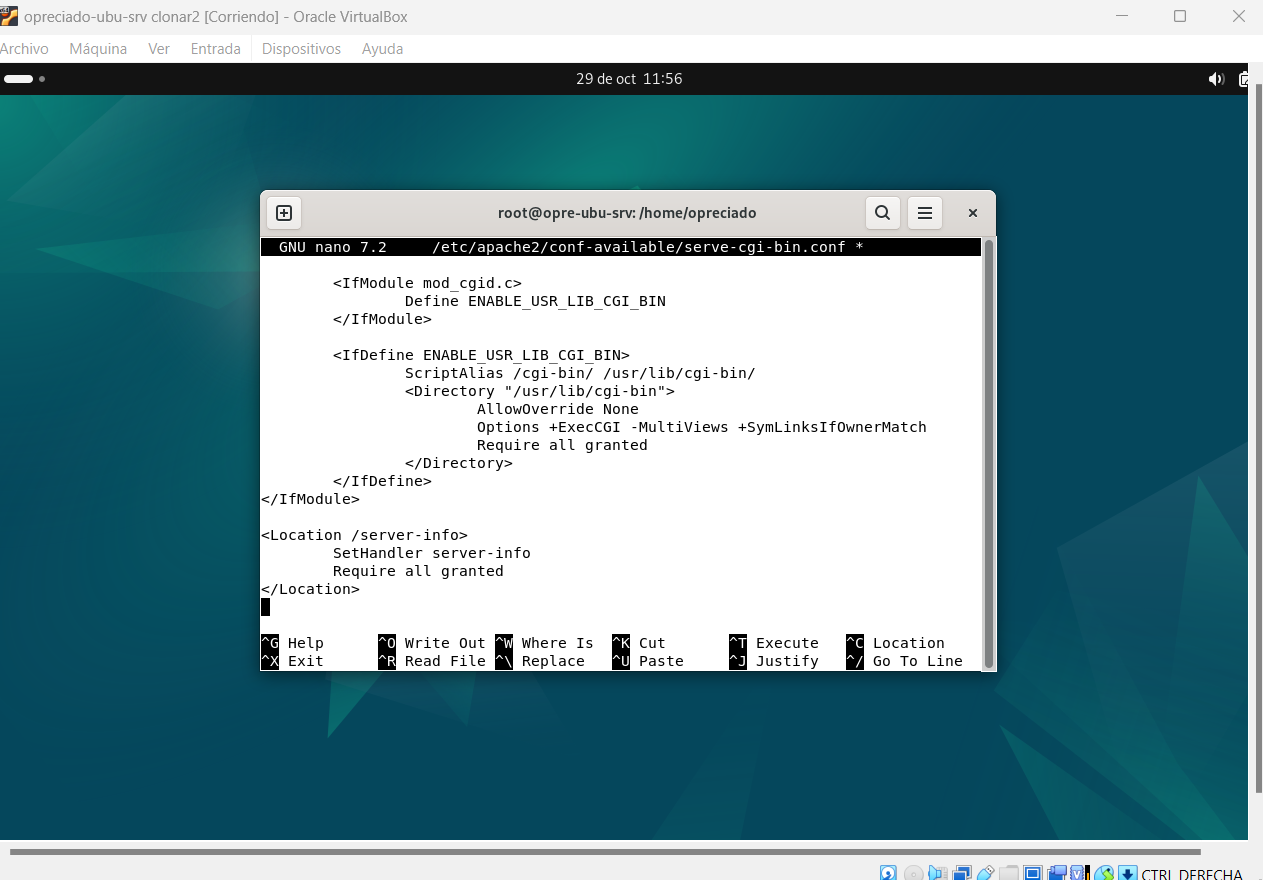 opreciado-ubu-srv clonar2 [Corriendo] - Oracle VirtualBox
Archivo Máquina Ver Entrada Dispositivos Ayuda
29 de oct 11:56
root@opre-ubu-srv: /home/opreciado
GNU nano 7.2 /etc/apache2/conf-available/serve-cgi-bin.conf *
<IfModule mod_cgid.c>
Define ENABLE_USR_LIB_CGI_BIN
</IfModule>
<IfDefine ENABLE_USR_LIB_CGI_BIN>
ScriptAlias /cgi-bin/ /usr/lib/cgi-bin/
<Directory "/usr/lib/cgi-bin">
AllowOverride None
Options +ExecCGI -MultiViews +SymLinksIfOwnerMatch
Require all granted
</Directory>
</IfDefine>
</IfModule>
<Location /server-info>
SetHandler server-info
Require all granted
</Location>
^G Help ^O Write Out ^W Where Is ^K Cut ^T Execute ^C Location
^X Exit ^R Read File ^\ Replace ^U Paste ^J Justify ^/ Go To Line
CTRL DERECHA